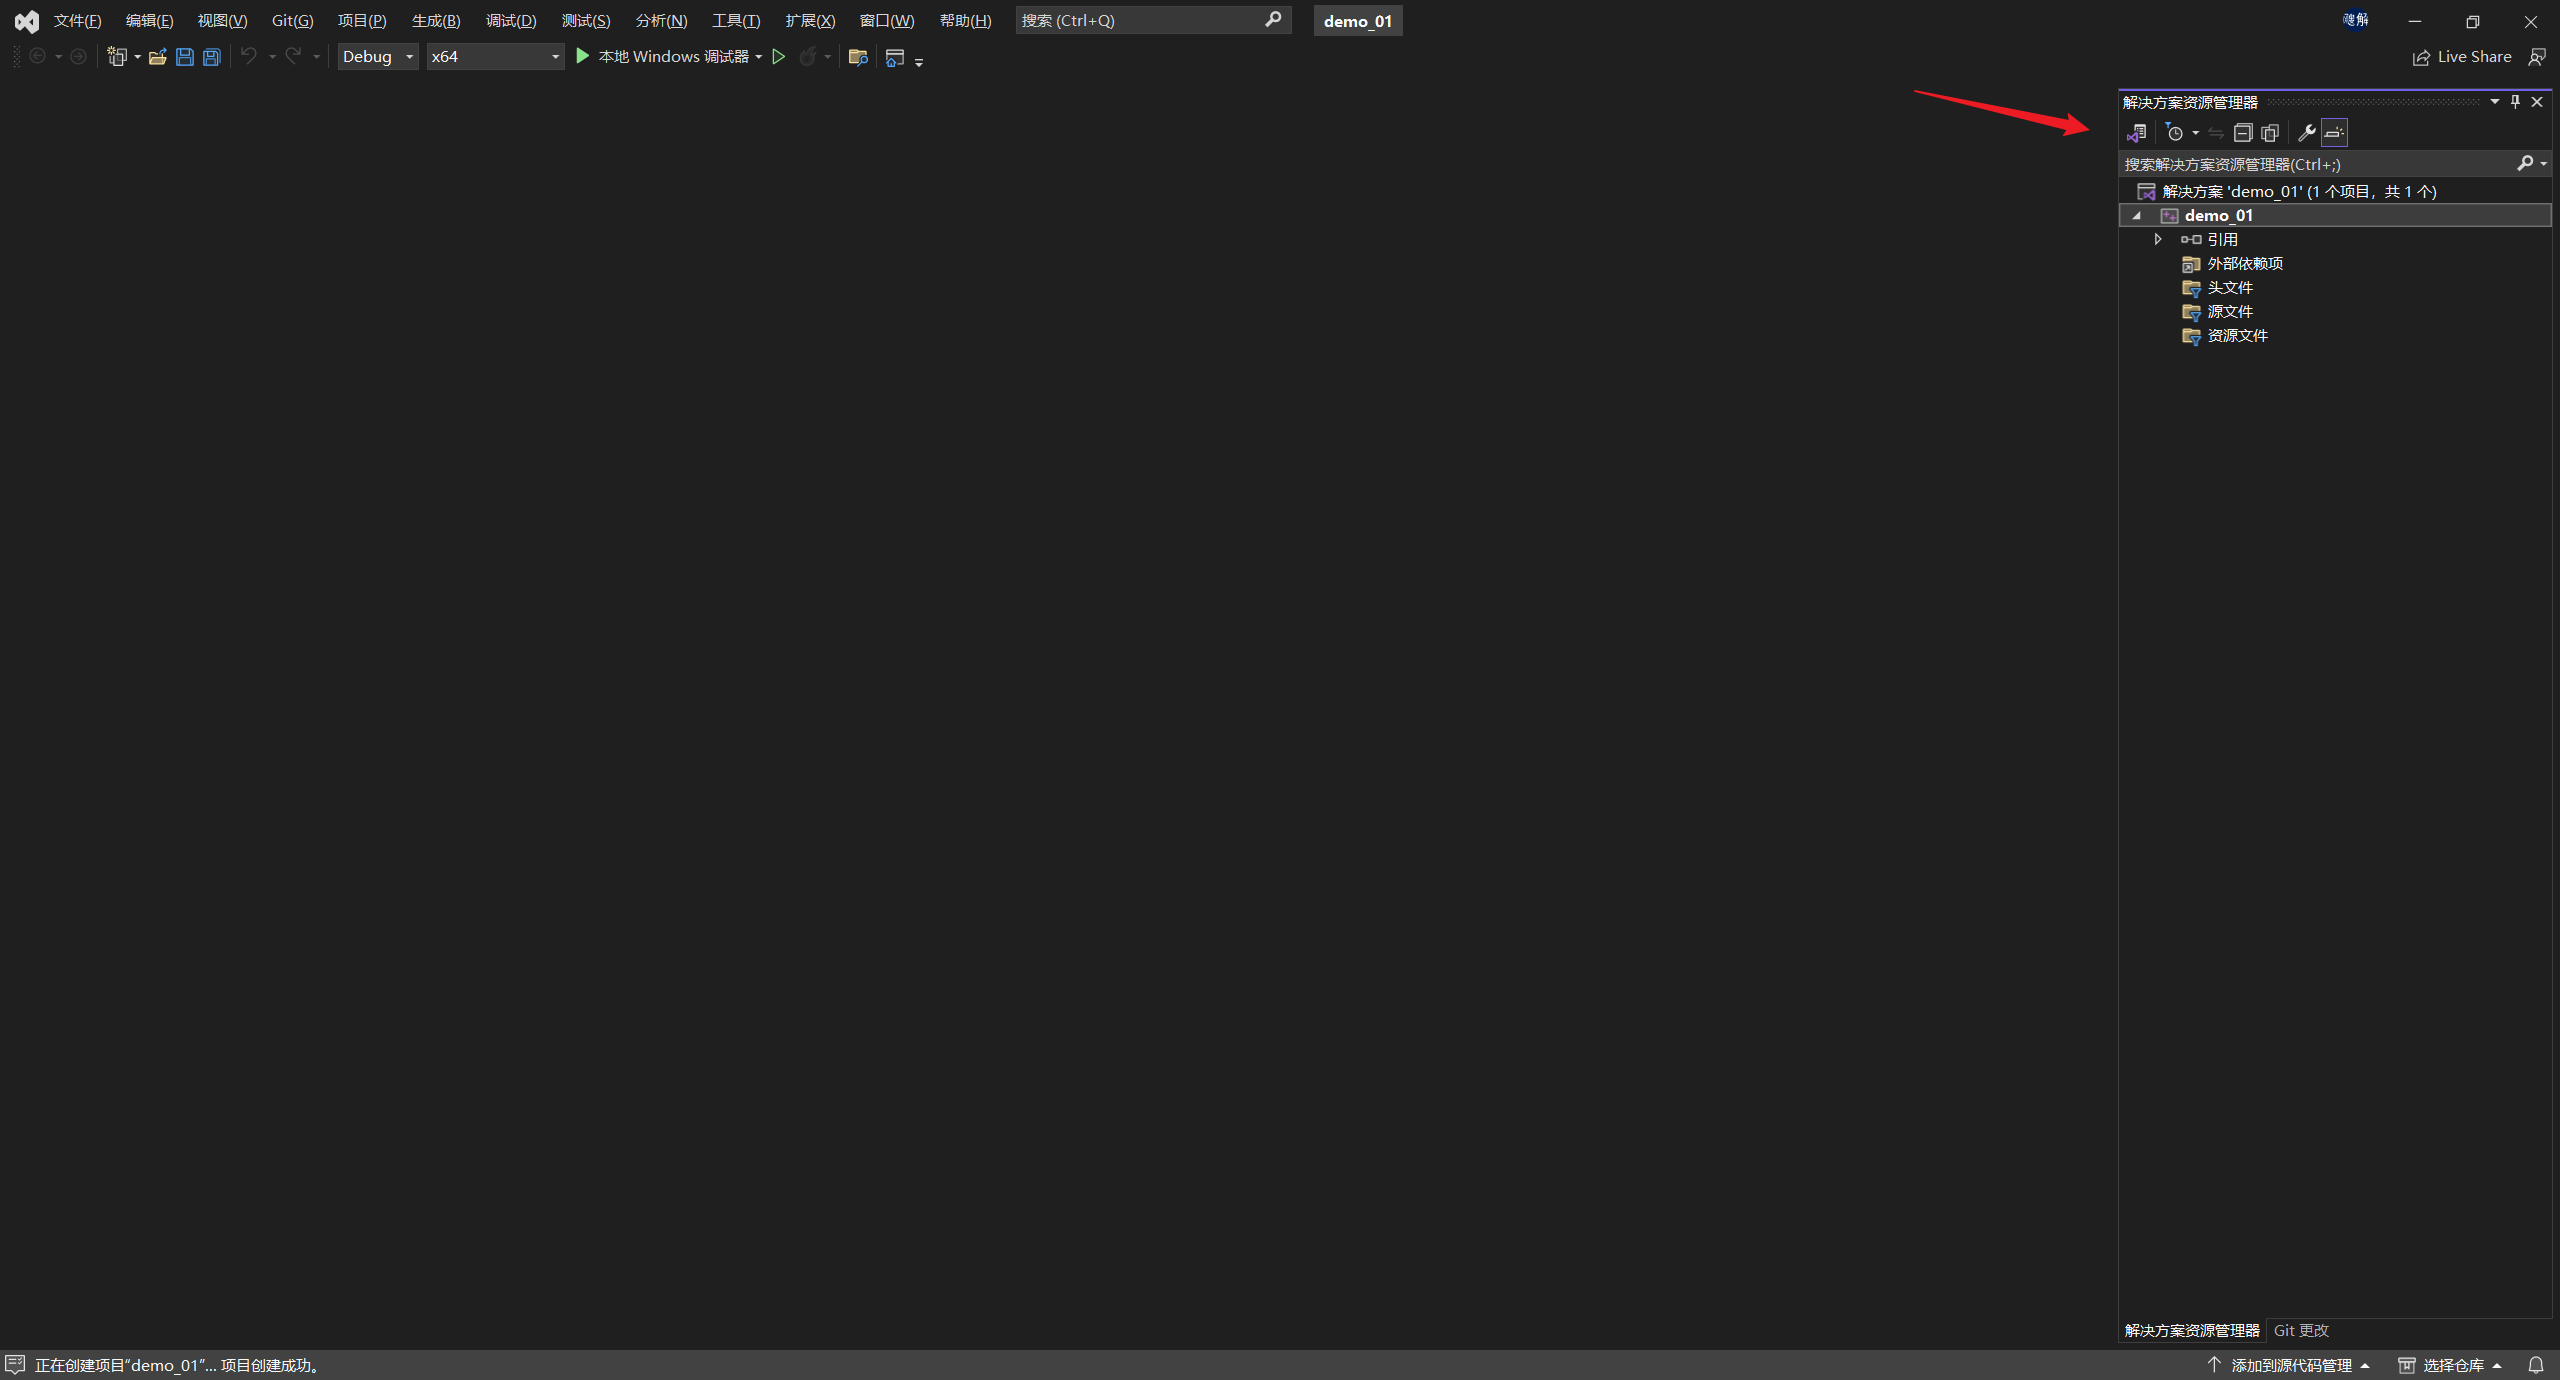 文件(F) 编辑(E) 视图(V) Git(G) 项目(P) 生成(B) 调试(D) 测试(S) 分析(N) 工具(T) 扩展(X) 窗口(W) 帮助(H) 搜索 (Ctrl+Q) demo_01
Debug x64 本地 Windows 调试器 Live Share
解决方案资源管理器
搜索解决方案资源管理器(Ctrl+;)
解决方案 'demo_01' (1 个项目，共 1 个)
demo_01
引用
外部依赖项
头文件
源文件
资源文件
解决方案资源管理器 Git 更改
正在创建项目“demo_01”... 项目创建成功。 添加到源代码管理 选择仓库